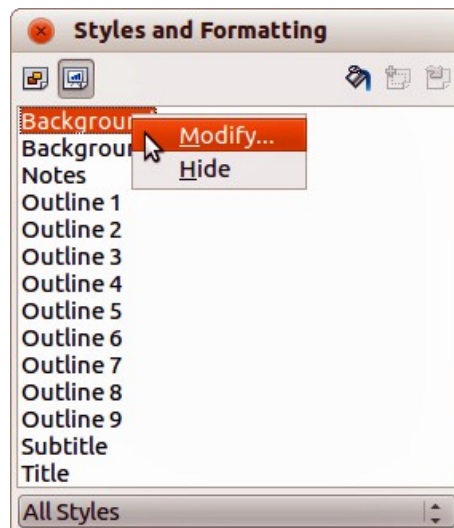 Styles and Formatting
Modify...
Hide
Notes
Outline 1
Outline 2
Outline 3
Outline 4
Outline 5
Outline 6
Outline 7
Outline 8
Outline 9
Subtitle
Title
All Styles